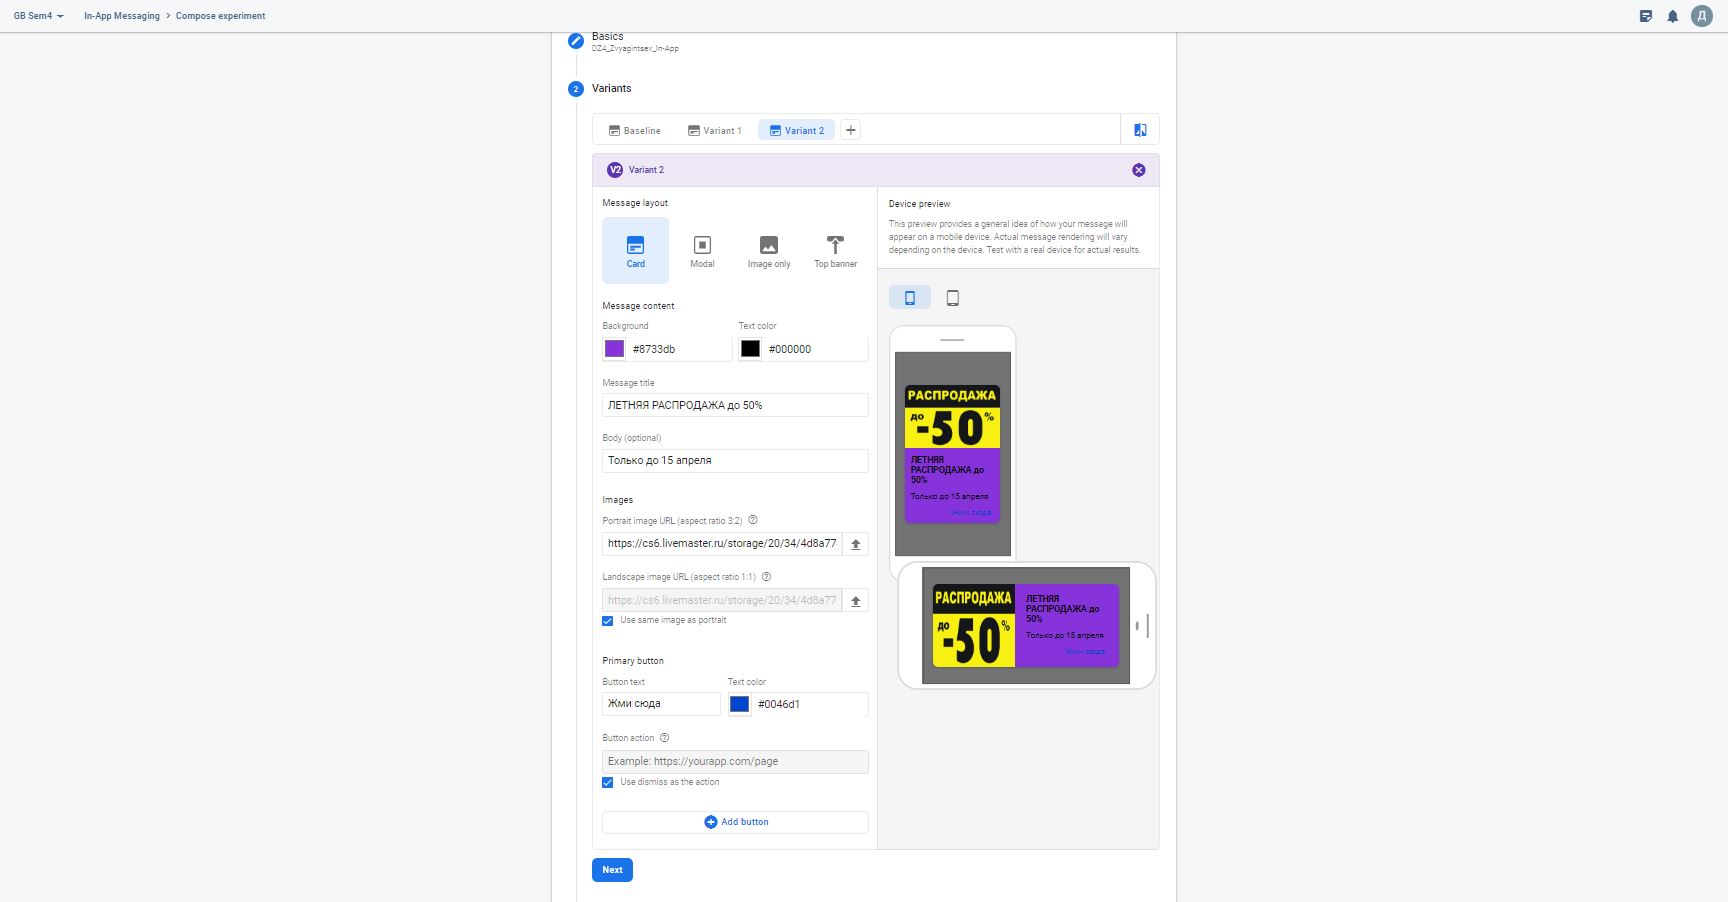 GB Sem4
In-App Messaging > Compose experiment
Д
Basics
DZ4_Zvyagintsev_In-App
2 Variants
Baseline
Variant 1
Variant 2
V2 Variant 2
Message layout
Card
Modal
Image only
Top banner
Message content
Background
Text color
#8733db
#000000
Message title
ЛЕТНЯЯ РАСПРОДАЖА до 50%
Body (optional)
Только до 15 апреля
Images
Portrait image URL (aspect ratio 3:2)
https://cs6.livemaster.ru/storage/20/34/4d8a77
Landscape image URL (aspect ratio 1:1)
https://cs6.livemaster.ru/storage/20/34/4d8a77
Use same image as portrait
Primary button
Button text
Text color
Жми сюда
#0046d1
Button action
Example: https://yourapp.com/page
Use dismiss as the action
Add button
Next
Device preview
This preview provides a general idea of how your message will
appear on a mobile device. Actual message rendering will vary
depending on the device. Test with a real device for actual results.
РАСПРОДАЖА
до
-50%
ЛЕТНЯЯ
РАСПРОДАЖА до
50%
Только до 15 апреля
Жми сюда
РАСПРОДАЖА
до
-50%
ЛЕТНЯЯ
РАСПРОДАЖА до
50%
Только до 15 апреля
Жми сюда